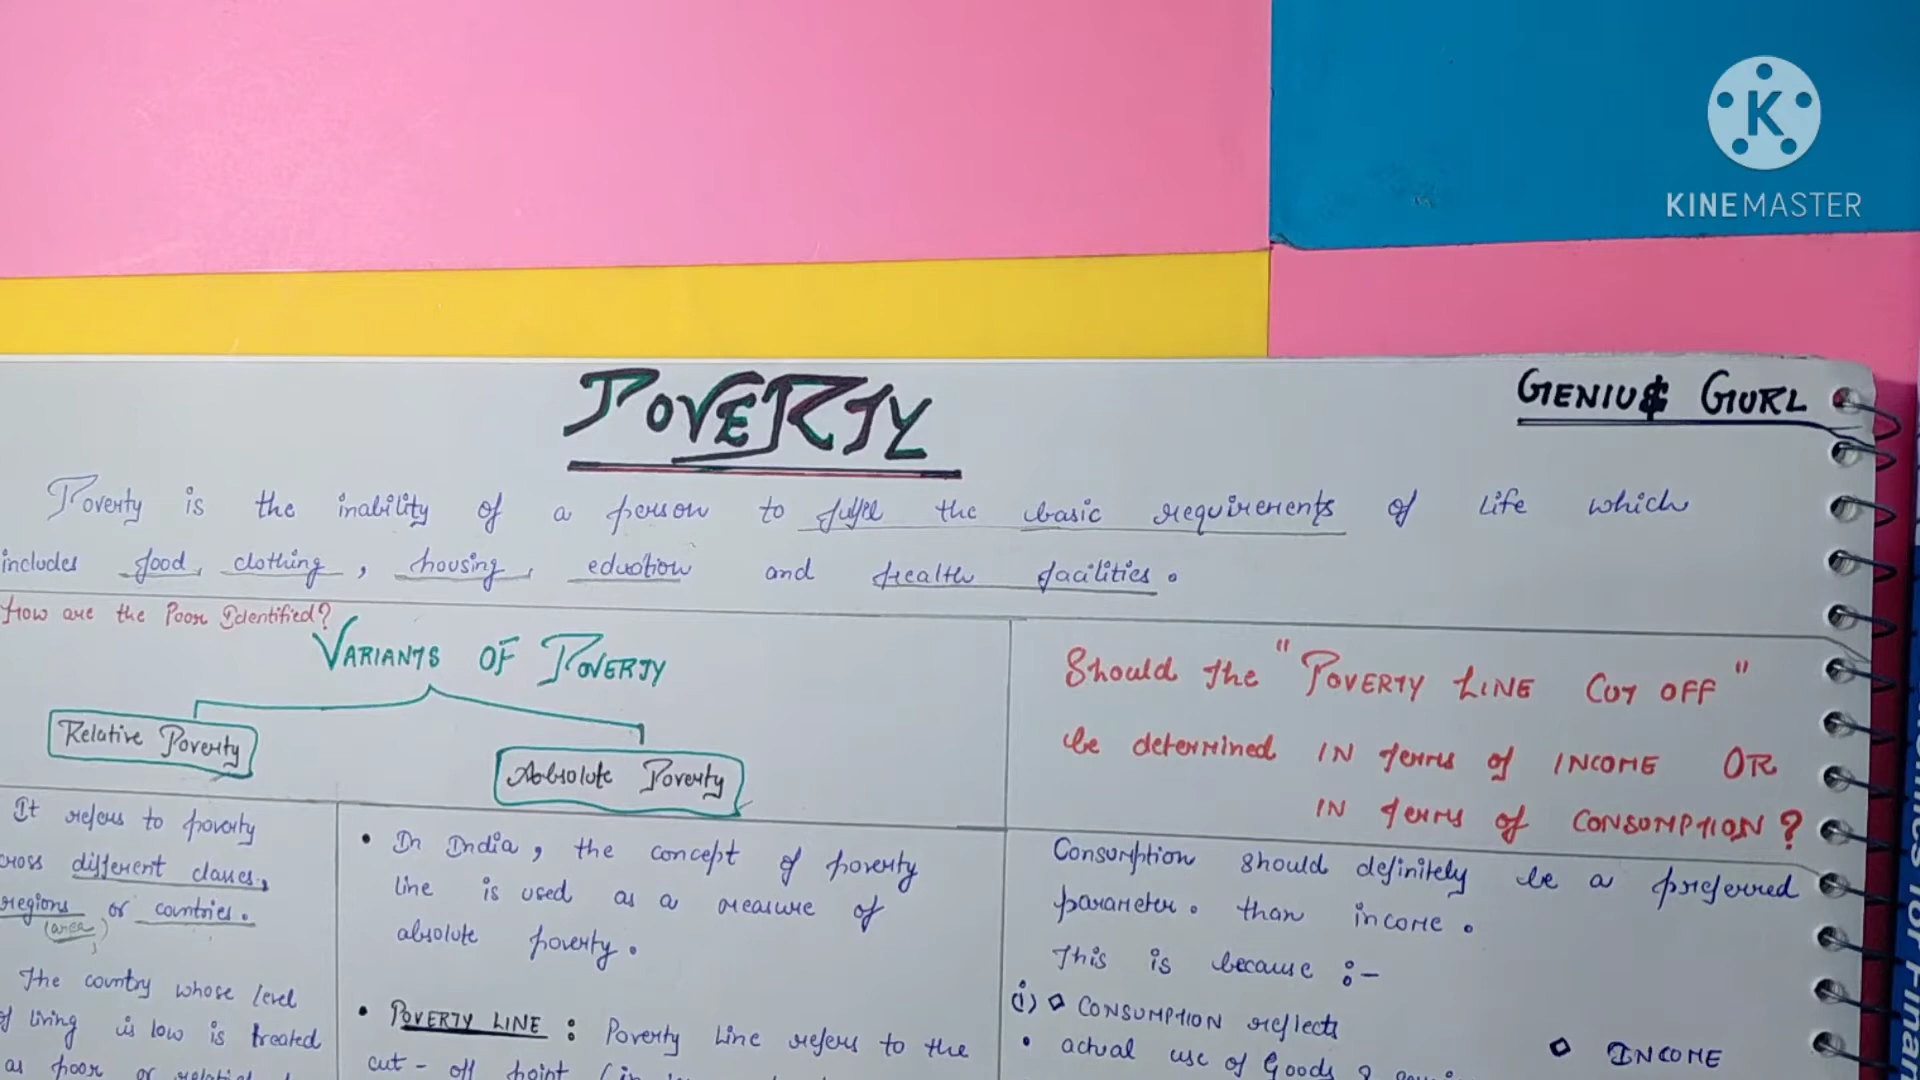 K
KINEMASTER
POVERTY
GENIU$ GURL
Poverty is the inability of a person to fulfil the basic requirements of life which
includes food, clothing, housing, eduction and health facilities.
How are the Poor Identified?
VARIANTS OF POVERTY
Relative Poverty
Absolute Poverty
It refers to poverty
different classes,
regions or countries.
(area)
The country whose level
living is low is treated
as poor or
• In India, the concept of poverty
line is used as a measure of
absolute poverty.
• POVERTY LINE : Poverty line refers to the
cut-off point
Should the "POVERTY LINE CUT OFF"
be determined IN terms of INCOME OR
IN terms of CONSUMPTION?
Consumption should definitely be a preferred
parameter. than income.
This is because :-
(i) CONSUMPTION reflects
• actual use of Goods &
INCOME